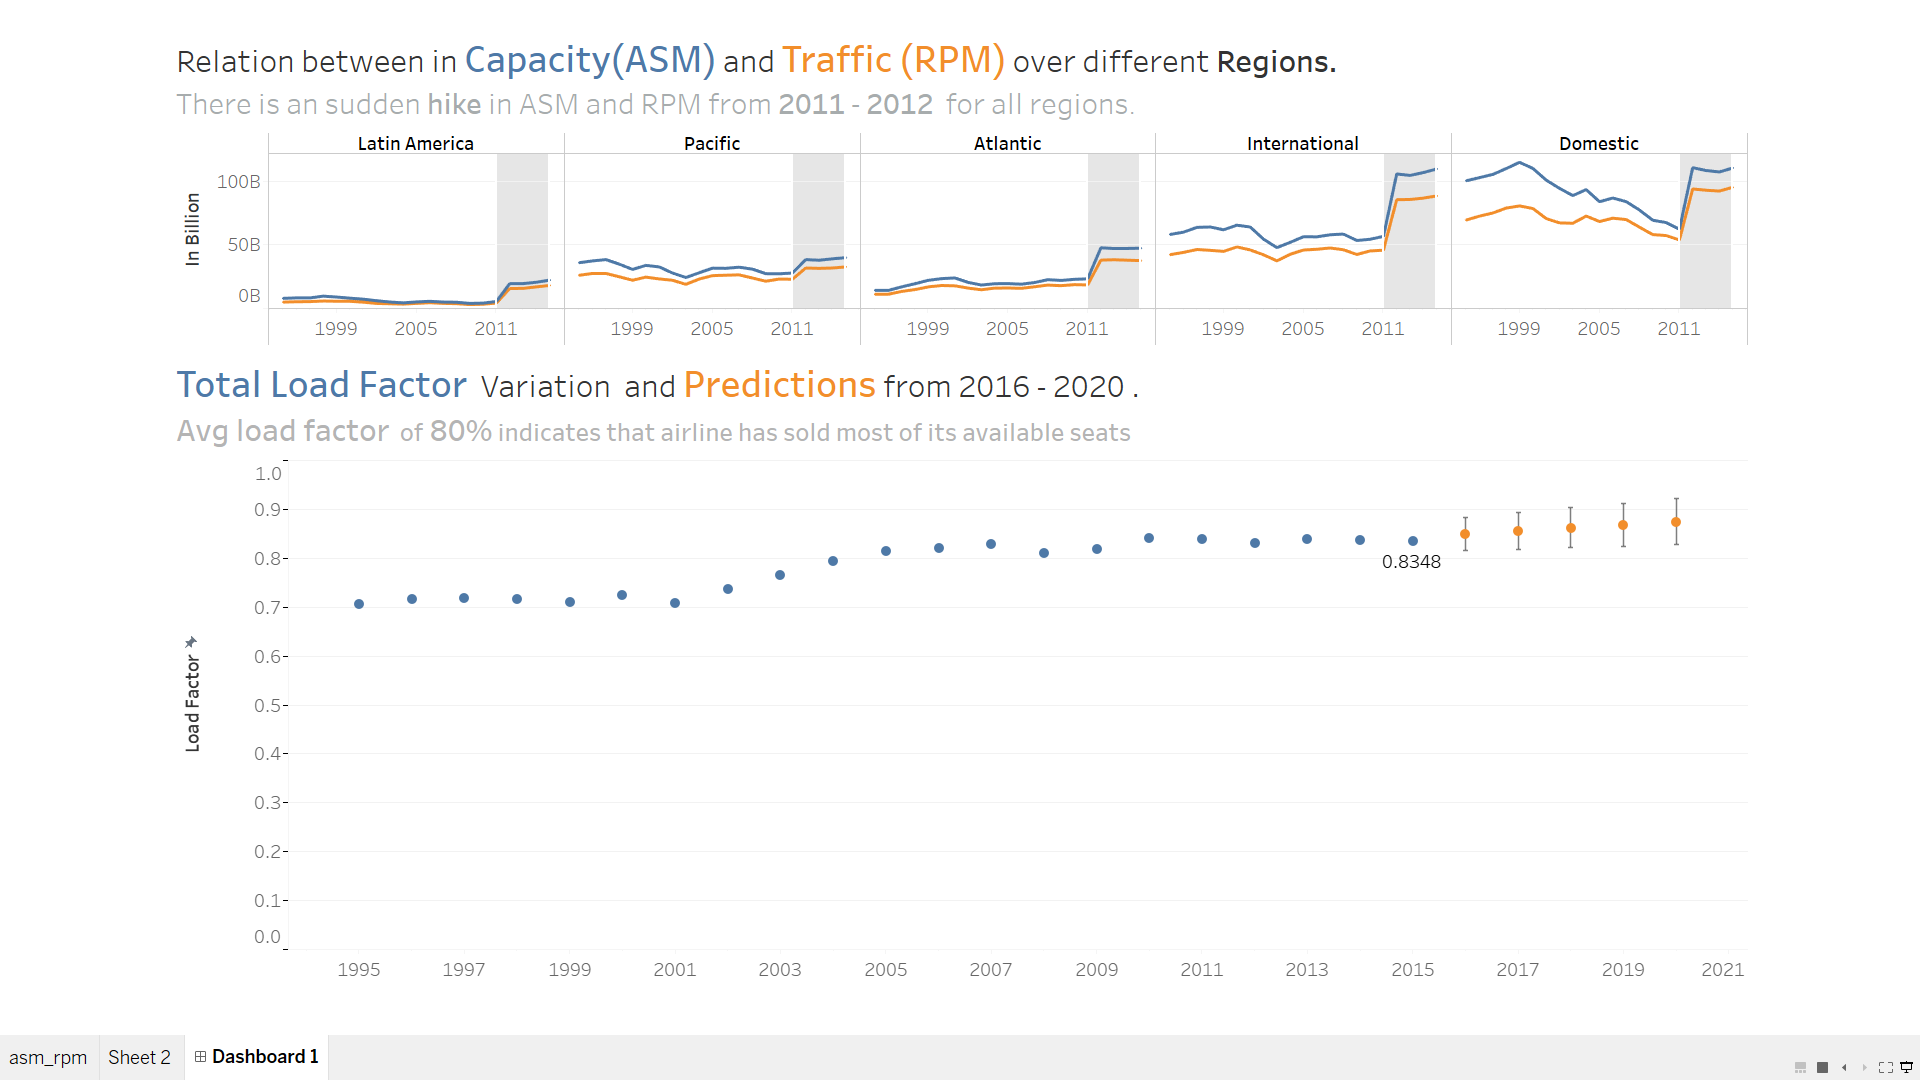 Relation between in Capacity(ASM) and Traffic (RPM) over different Regions.
There is an sudden hike in ASM and RPM from 2011 - 2012 for all regions.
Latin America Pacific Atlantic International Domestic
100B
50B
0B
In Billion
1999 2005 2011 1999 2005 2011 1999 2005 2011 1999 2005 2011 1999 2005 2011
Total Load Factor Variation and Predictions from 2016 - 2020 .
Avg load factor of 80% indicates that airline has sold most of its available seats
1.0
0.9
0.8
0.7
0.6
0.5
0.4
0.3
0.2
0.1
0.0
Load Factor
0.8348
1995 1997 1999 2001 2003 2005 2007 2009 2011 2013 2015 2017 2019 2021
asm_rpm Sheet 2 Dashboard 1